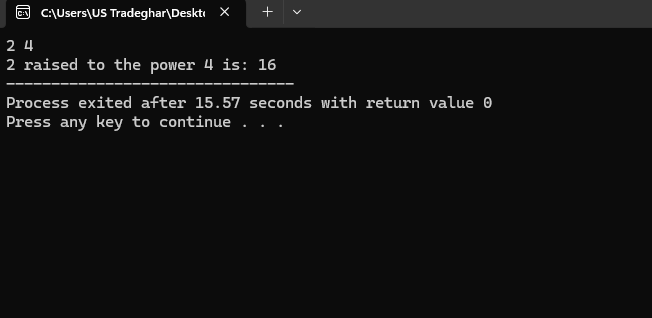 C:\Users\US Tradeghar\Deskt
2 4
2 raised to the power 4 is: 16
--------------------------------
Process exited after 15.57 seconds with return value 0
Press any key to continue . . .